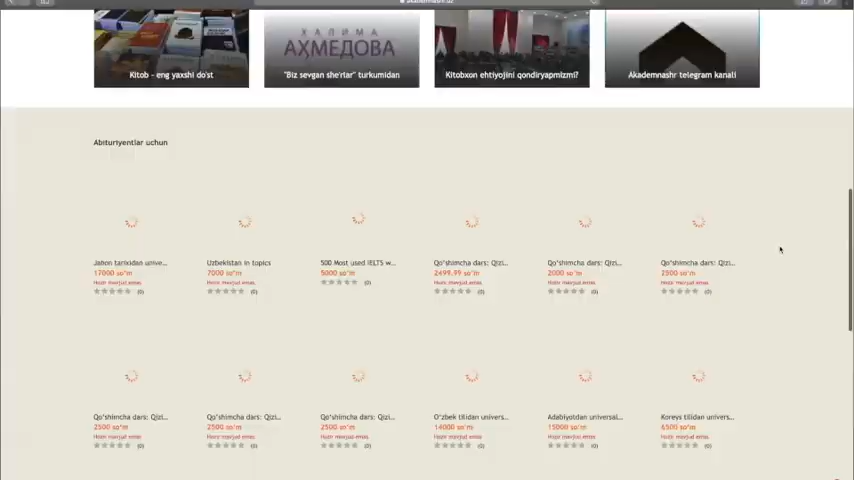 akademnashr.uz
ХАЛИМА
АҲМЕДОВА
Kitob - eng yaxshi do'st
"Biz sevgan she'rlar" turkumidan
Kitobxon ehtiyojini qondiryapmizmi?
Akademnashr telegram kanali
Abituriyentlar uchun
Jahon tarixidan unive...
Uzbekistan in topics
500 Most used IELTS w...
Qo'shimcha dars: Qizi...
Qo'shimcha dars: Qizi...
Qo'shimcha dars: Qizi...
17000 so'm
7000 so'm
5000 so'm
2499.99 so'm
2000 so'm
2500 so'm
Hozir mavjud emas
Hozir mavjud emas
Hozir mavjud emas
Hozir mavjud emas
Hozir mavjud emas
(0)
(0)
(0)
(0)
(0)
(0)
Qo'shimcha dars: Qizi...
Qo'shimcha dars: Qizi...
Qo'shimcha dars: Qizi...
O'zbek tilidan univers...
Adabiyotdan universal...
Koreys tilidan univers...
2500 so'm
2500 so'm
2500 so'm
14000 so'm
15000 so'm
6500 so'm
Hozir mavjud emas
Hozir mavjud emas
Hozir mavjud emas
Hozir mavjud emas
Hozir mavjud emas
Hozir mavjud emas
(0)
(0)
(0)
(0)
(0)
(0)